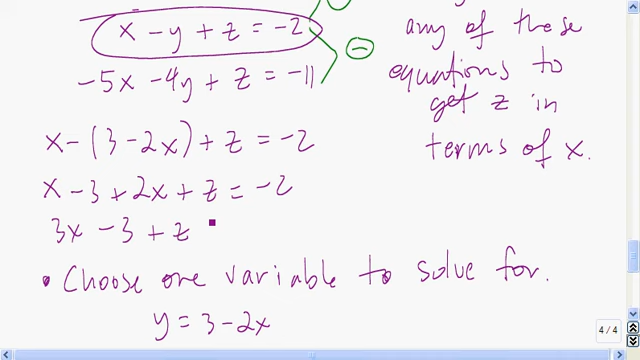 x - y + z = -2
-5x - 4y + z = -11
any of these
equations to
get z in
terms of x.
x - (3 - 2x) + z = -2
x - 3 + 2x + z = -2
3x - 3 + z
• Choose one variable to solve for.
y = 3 - 2x
4/4